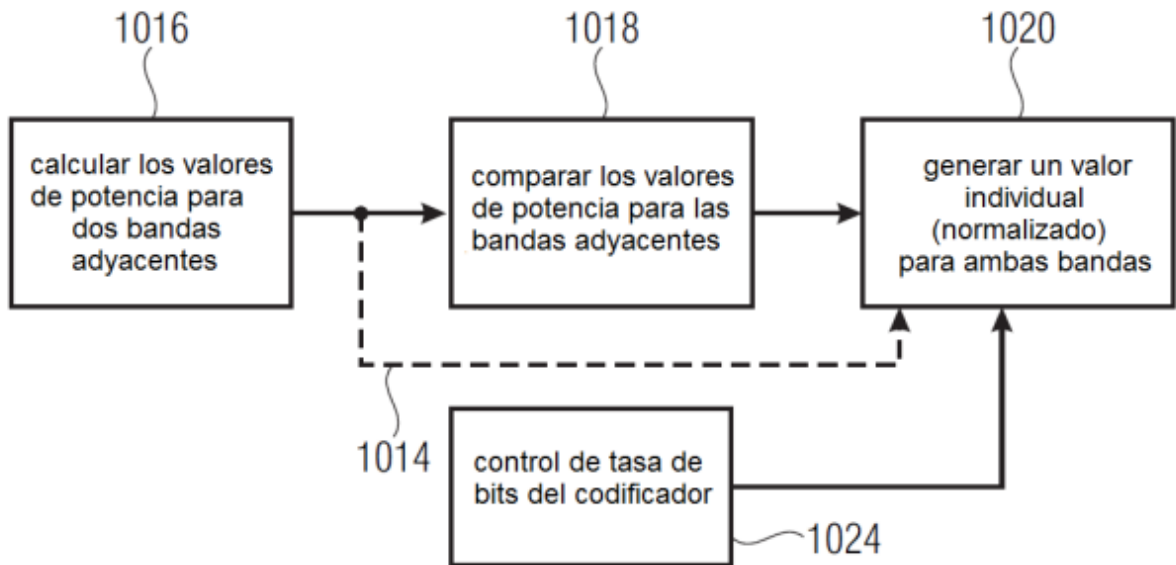 1016
1018
1020
calcular los valores
de potencia para
dos bandas
adyacentes
comparar los valores
de potencia para las
bandas adyacentes
generar un valor
individual
(normalizado)
para ambas bandas
1014
control de tasa de
bits del codificador
1024